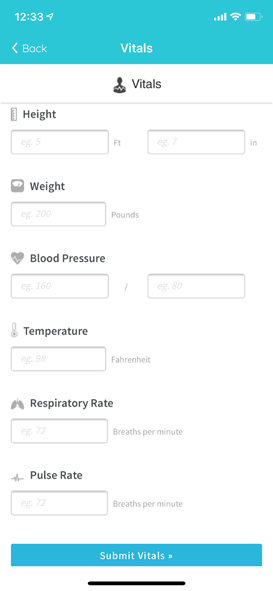 12:33
Back
Vitals
Vitals
Height
eg. 5 Ft eg. 7 in
Weight
eg. 200 Pounds
Blood Pressure
eg. 160 / eg. 80
Temperature
eg. 98 Fahrenheit
Respiratory Rate
eg. 72 Breaths per minute
Pulse Rate
eg. 72 Breaths per minute
Submit Vitals »